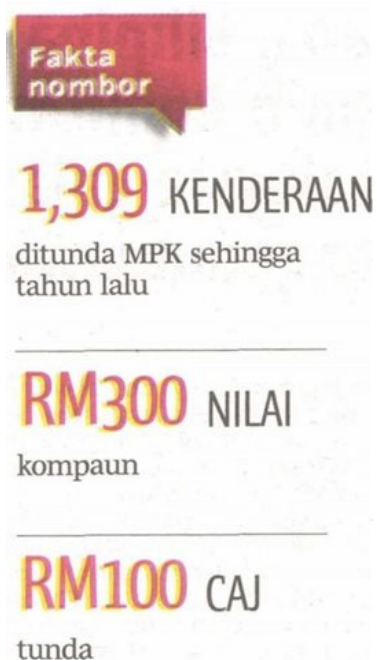 Fakta
nombor
1,309 KENDERAAN
ditunda MPK sehingga
tahun lalu
RM300 NILAI
kompaun
RM100 CAJ
tunda